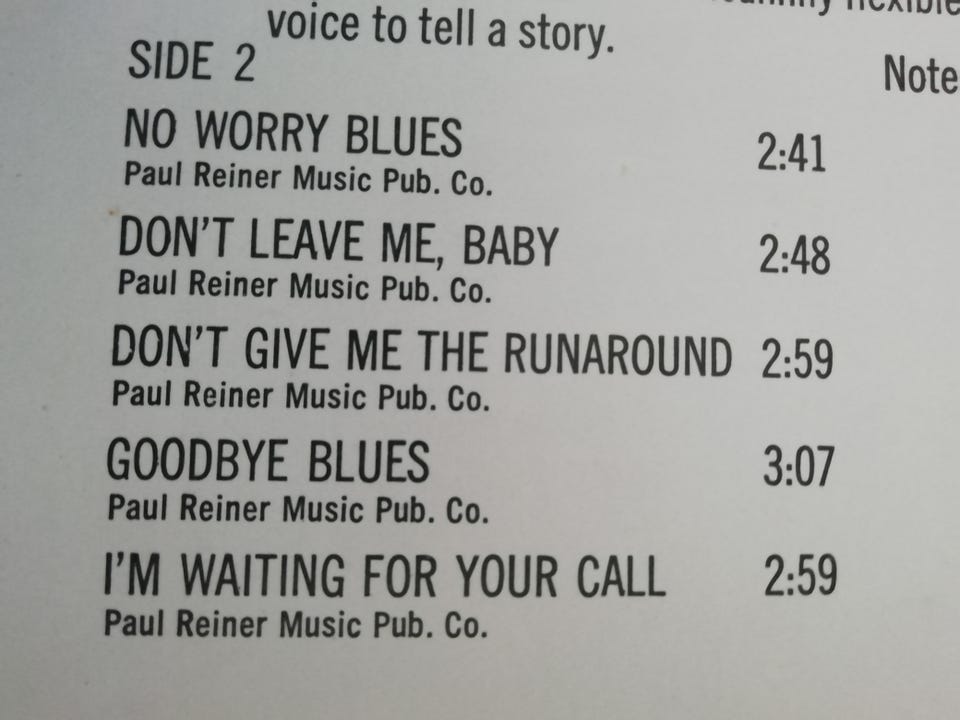 flexible
voice to tell a story.
SIDE 2
Note
NO WORRY BLUES 2:41
Paul Reiner Music Pub. Co.
DON'T LEAVE ME, BABY 2:48
Paul Reiner Music Pub. Co.
DON'T GIVE ME THE RUNAROUND 2:59
Paul Reiner Music Pub. Co.
GOODBYE BLUES 3:07
Paul Reiner Music Pub. Co.
I'M WAITING FOR YOUR CALL 2:59
Paul Reiner Music Pub. Co.